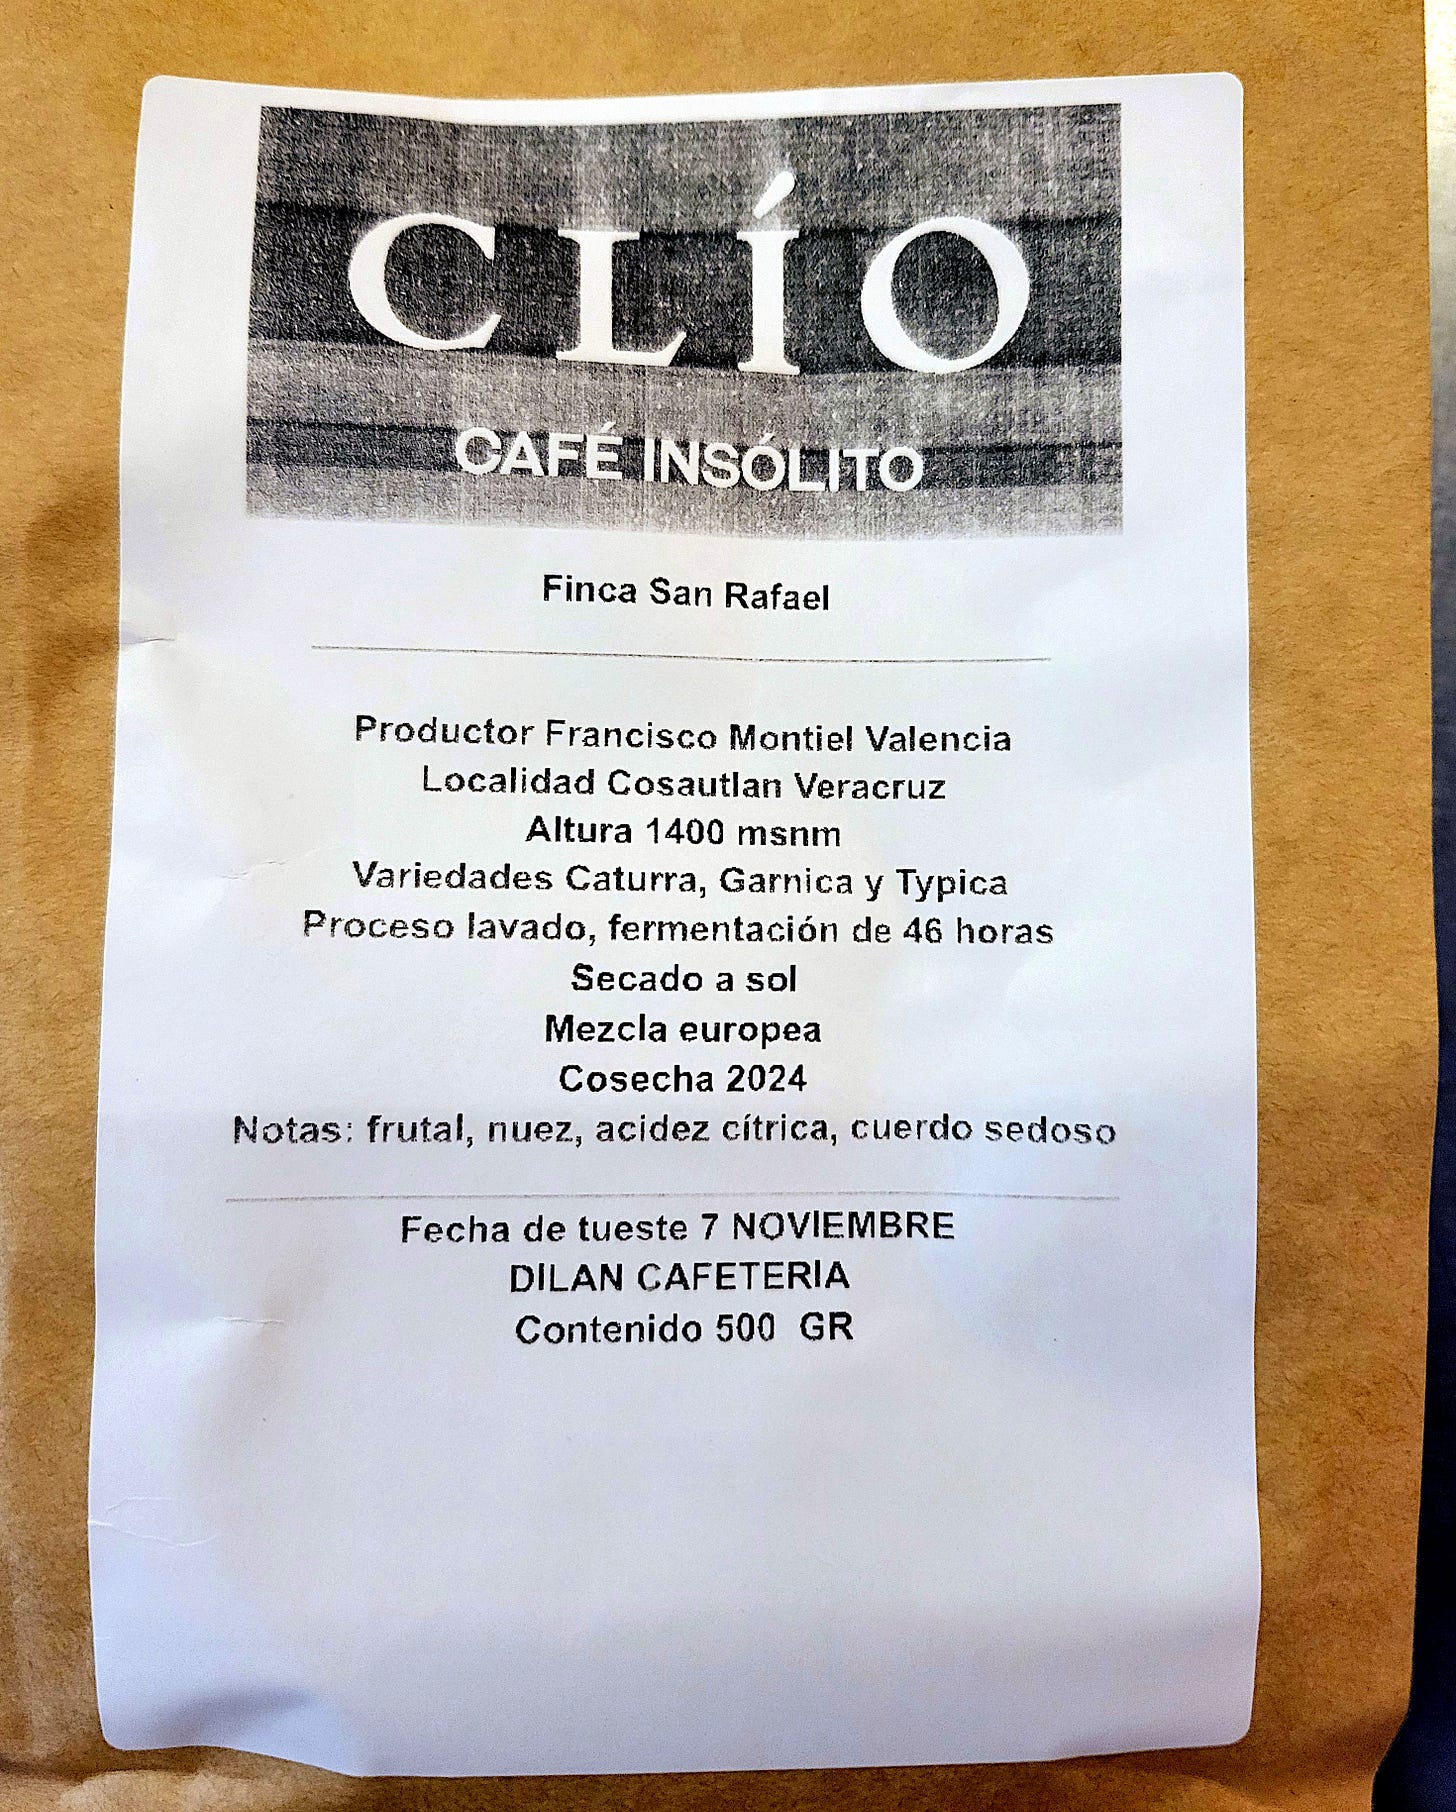 CLÍO
CAFÉ INSÓLITO
Finca San Rafael
Productor Francisco Montiel Valencia
Localidad Cosautlan Veracruz
Altura 1400 msnm
Variedades Caturra, Garnica y Typica
Proceso lavado, fermentación de 46 horas
Secado a sol
Mezcla europea
Cosecha 2024
Notas: frutal, nuez, acidez cítrica, cuerdo sedoso
Fecha de tueste 7 NOVIEMBRE
DILAN CAFETERIA
Contenido 500 GR